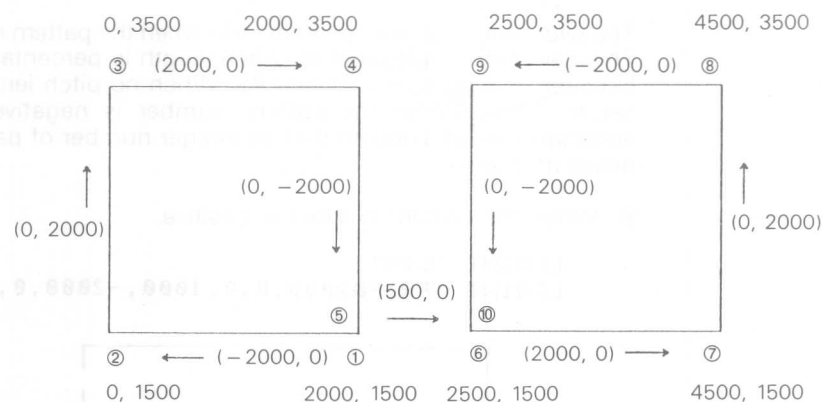 0, 3500 2000, 3500 2500, 3500 4500, 3500
③ (2000, 0) → ④ ⑨ ← (−2000, 0) ⑧
(0, −2000) (0, −2000)
(0, 2000) (0, 2000)
(500, 0)
⑤ → ⑩
② ← (−2000, 0) ① ⑥ (2000, 0) → ⑦
0, 1500 2000, 1500 2500, 1500 4500, 1500